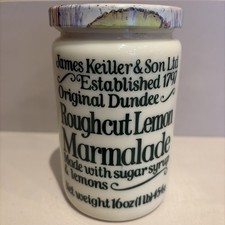 James Keiller & Son Ltd
Established 1797
Original Dundee
Roughcut Lemon
Marmalade
Made with sugar syrup
& lemons
Net weight 16oz (1 lb)